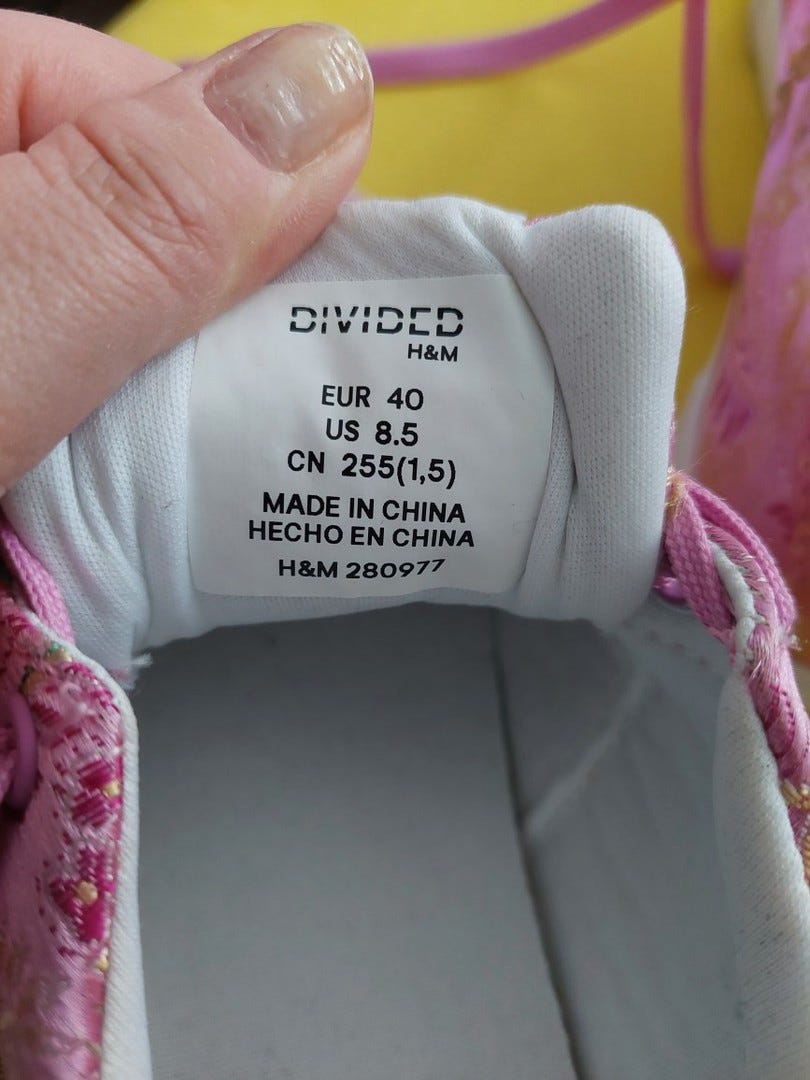 DIVIDED
H&M
EUR 40
US 8.5
CN 255(1,5)
MADE IN CHINA
HECHO EN CHINA
H&M 280977